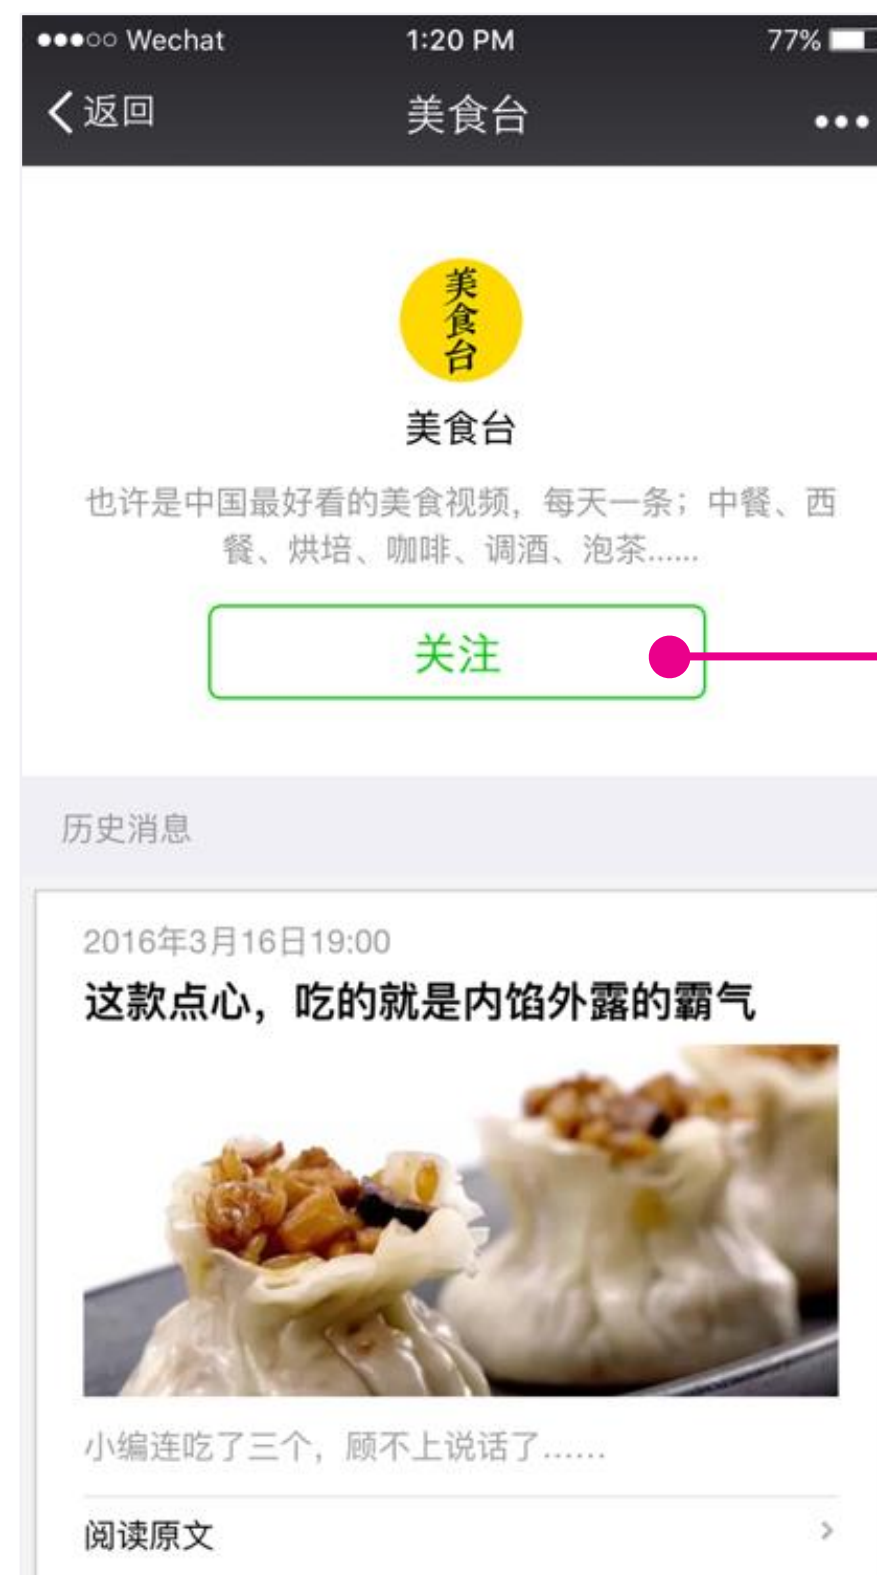 Wechat 1:20 PM 77%
返回 美食台
美食台
美食台
也许是中国最好看的美食视频，每天一条；中餐、西
餐、烘培、咖啡、调酒、泡茶......
关注
历史消息
2016年3月16日19:00
这款点心，吃的就是内馅外露的霸气
小编连吃了三个，顾不上说话了……
阅读原文